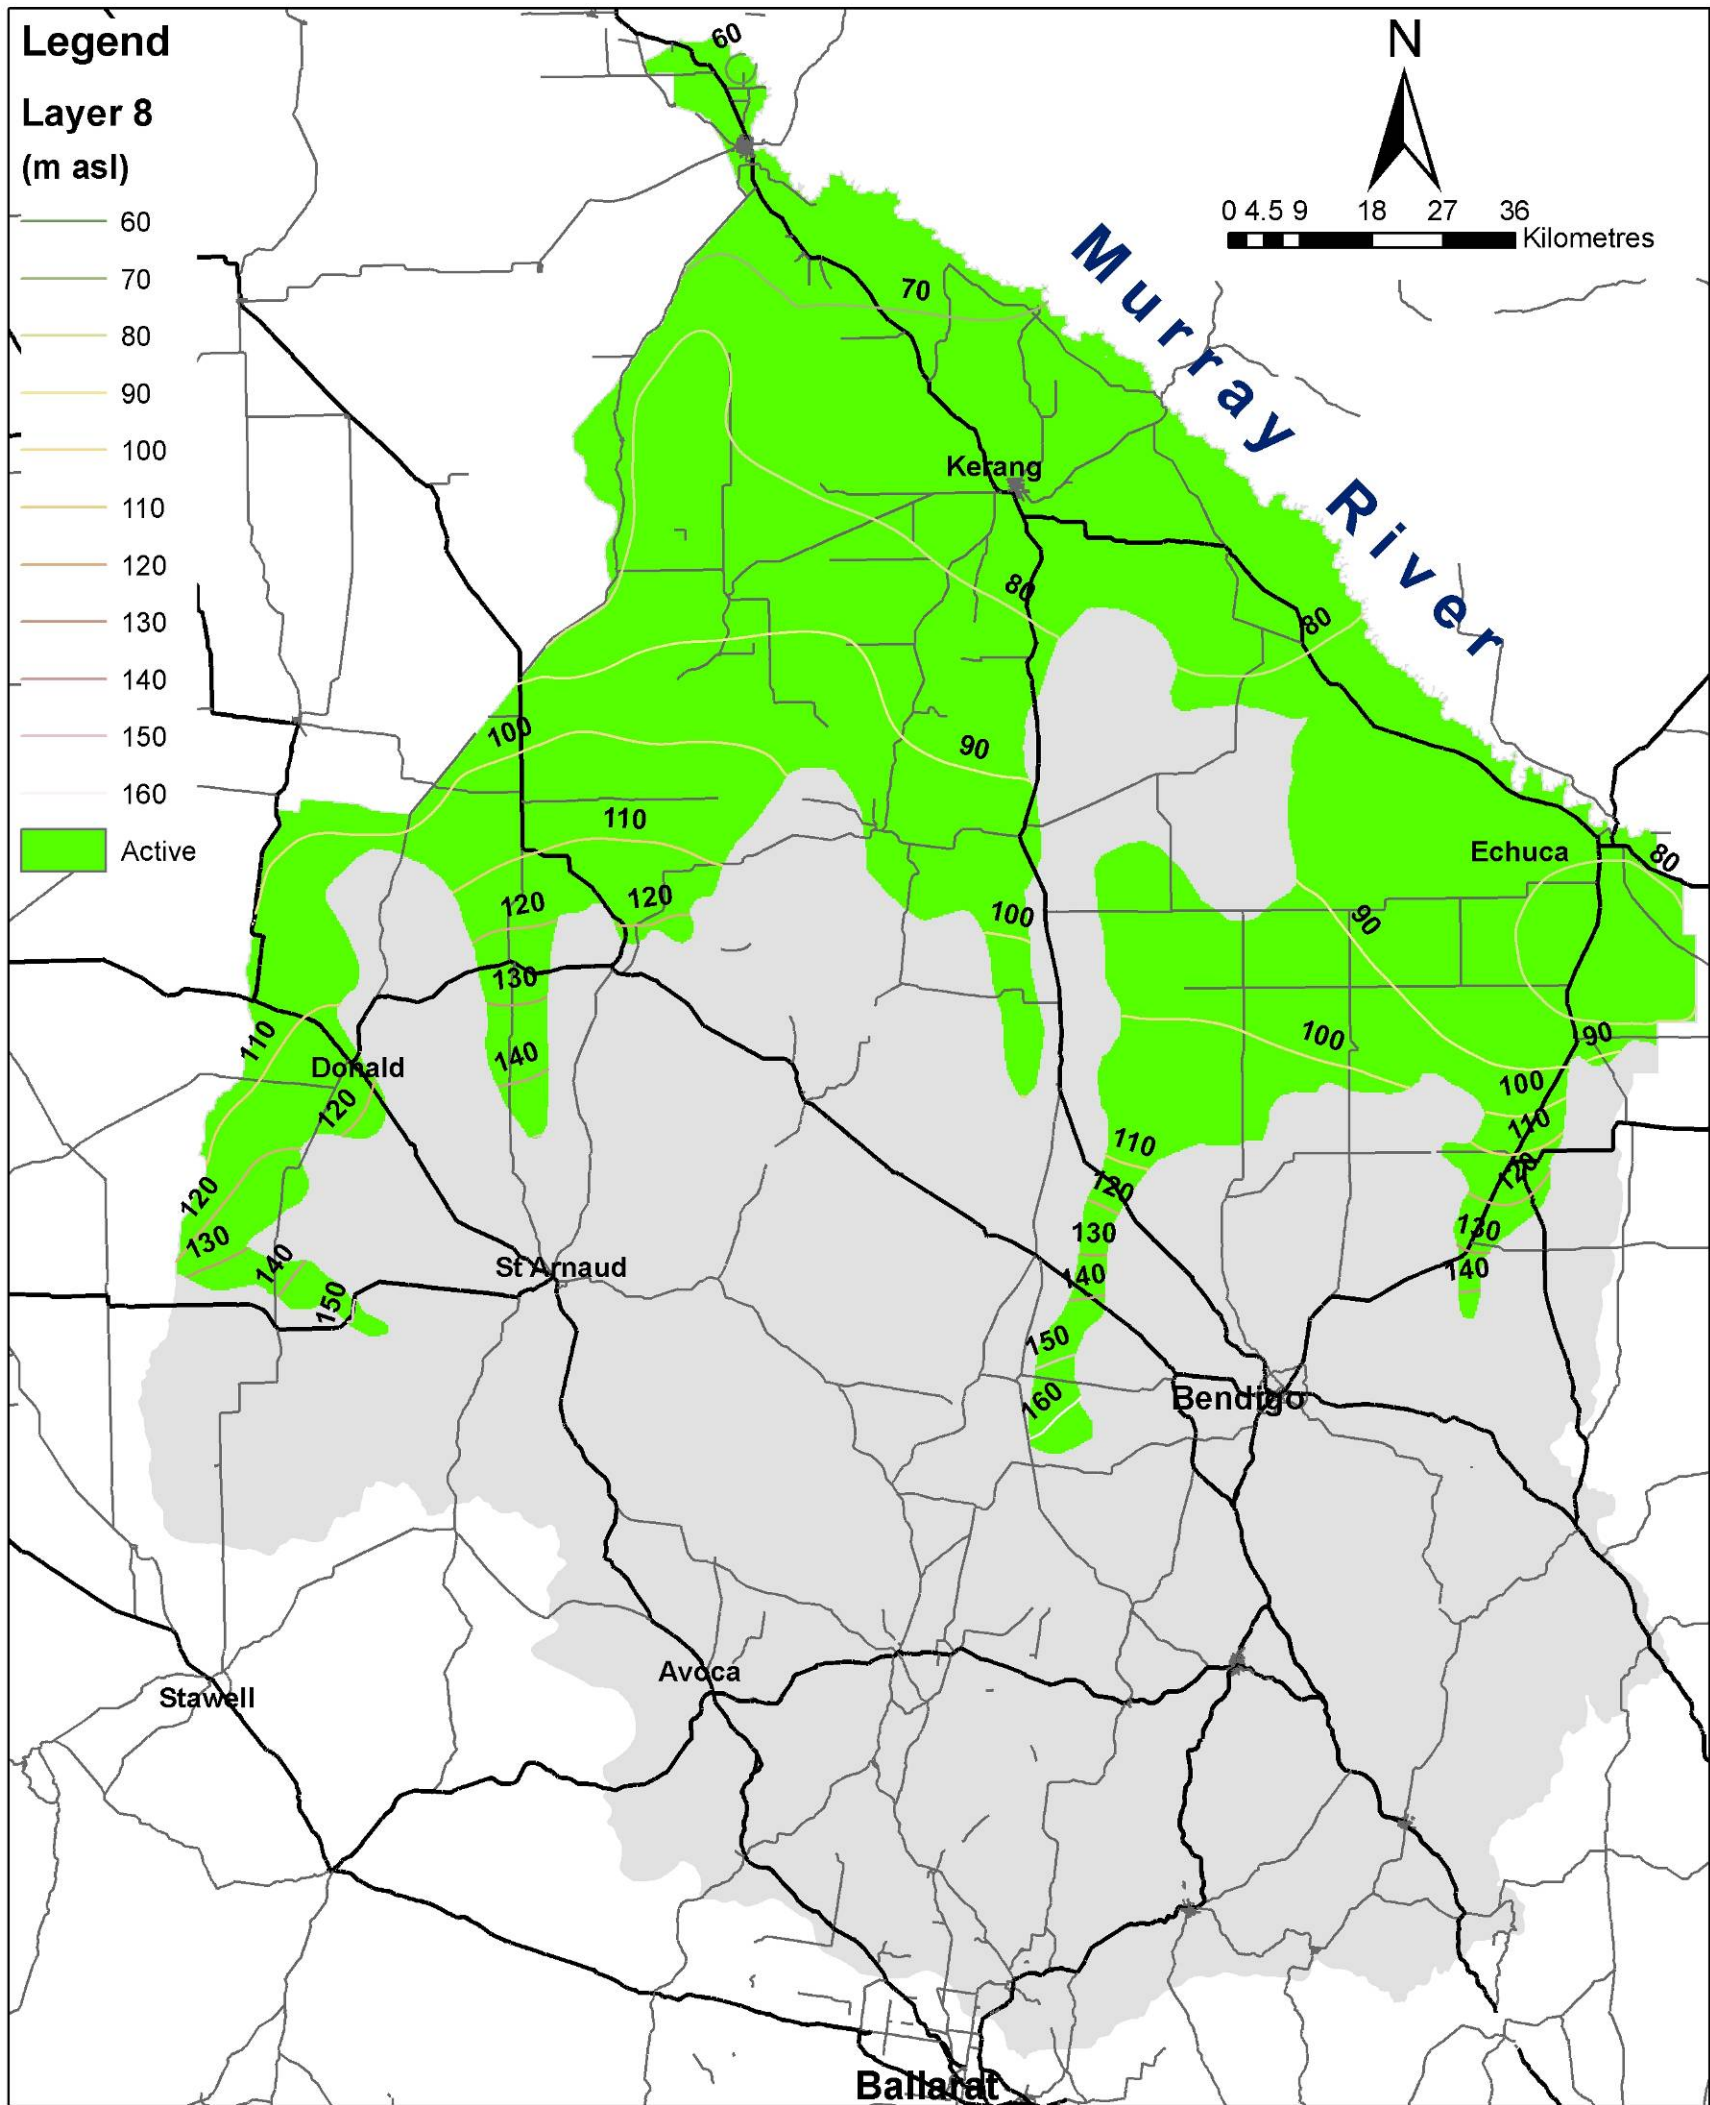 Legend
Layer 8
(m asl)
60
70
80
90
100
110
120
130
140
150
160
Active
N
0 4.5 9 18 27 36
Kilometres
Murray River
60
70
Kerang
80
80
100
90
110
Echuca
80
120
120
100
90
130
110
140
100
90
Donald
100
120
110
110
120
120
120
130
130
130
140
St Arnaud
140
140
150
150
160
Bendigo
Avoca
Stawell
Ballarat